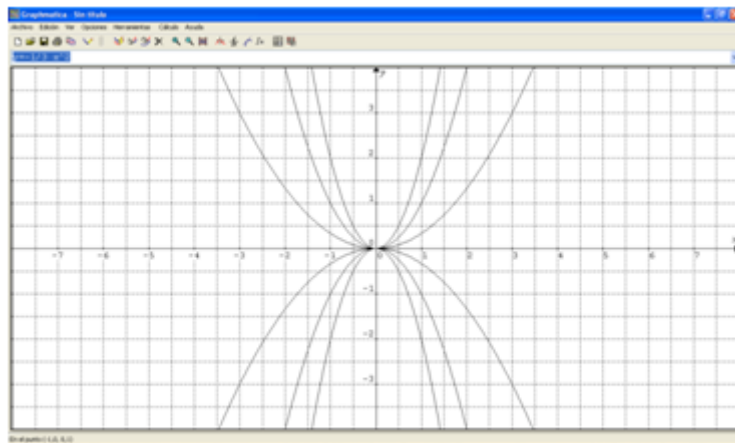 Graphmatica - Sin título
Archivo Edición Ver Opciones Herramientas Cálculo Ayuda
y
3
2
1
-7 -6 -5 -4 -3 -2 -1 0 1 2 3 4 5 6 7
-1
-2
-3